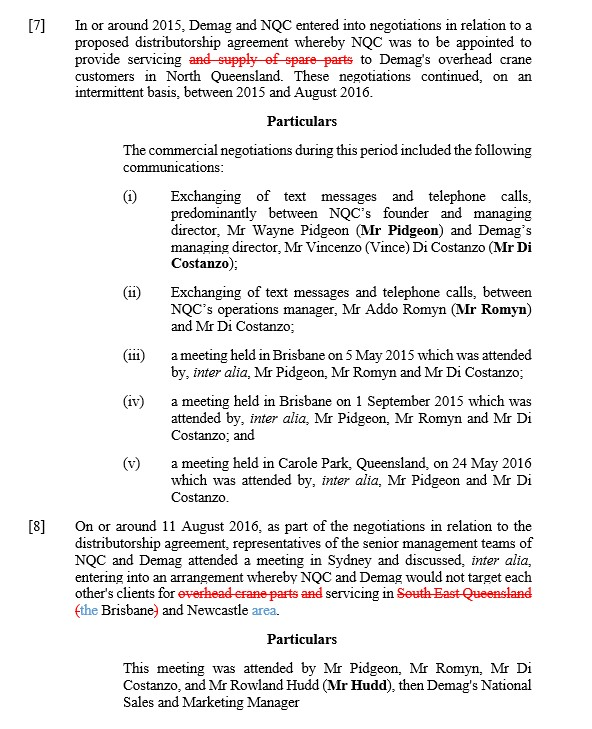 [7] In or around 2015, Demag and NQC entered into negotiations in relation to a
proposed distributorship agreement whereby NQC was to be appointed to
provide servicing and supply of spare parts to Demag's overhead crane
customers in North Queensland. These negotiations continued, on an
intermittent basis, between 2015 and August 2016.
Particulars
The commercial negotiations during this period included the following
communications:
(i) Exchanging of text messages and telephone calls,
predominantly between NQC's founder and managing
director, Mr Wayne Pidgeon (Mr Pidgeon) and Demag's
managing director, Mr Vincenzo (Vince) Di Costanzo (Mr Di
Costanzo);
(ii) Exchanging of text messages and telephone calls, between
NQC's operations manager, Mr Addo Romyn (Mr Romyn)
and Mr Di Costanzo;
(iii) a meeting held in Brisbane on 5 May 2015 which was attended
by, inter alia, Mr Pidgeon, Mr Romyn and Mr Di Costanzo;
(iv) a meeting held in Brisbane on 1 September 2015 which was
attended by, inter alia, Mr Pidgeon, Mr Romyn and Mr Di
Costanzo; and
(v) a meeting held in Carole Park, Queensland, on 24 May 2016
which was attended by, inter alia, Mr Pidgeon and Mr Di
Costanzo.
[8] On or around 11 August 2016, as part of the negotiations in relation to the
distributorship agreement, representatives of the senior management teams of
NQC and Demag attended a meeting in Sydney and discussed, inter alia,
entering into an arrangement whereby NQC and Demag would not target each
other's clients for overhead crane parts and servicing in South East Queensland
(the Brisbane) and Newcastle area.
Particulars
This meeting was attended by Mr Pidgeon, Mr Romyn, Mr Di
Costanzo, and Mr Rowland Hudd (Mr Hudd), then Demag's National
Sales and Marketing Manager